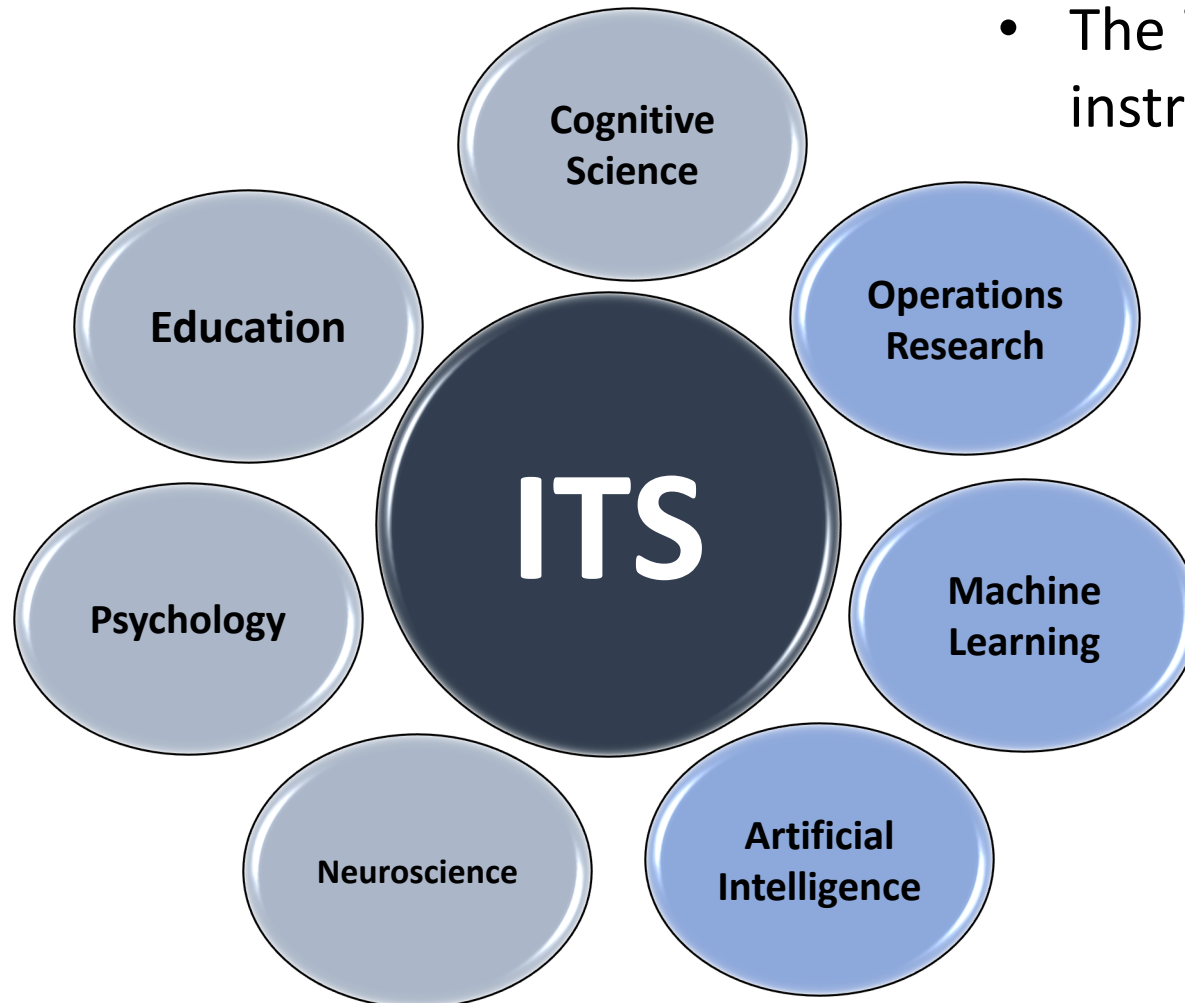 • The
instr
Cognitive
Science
Operations
Research
Education
ITS
Machine
Learning
Psychology
Artificial
Intelligence
Neuroscience